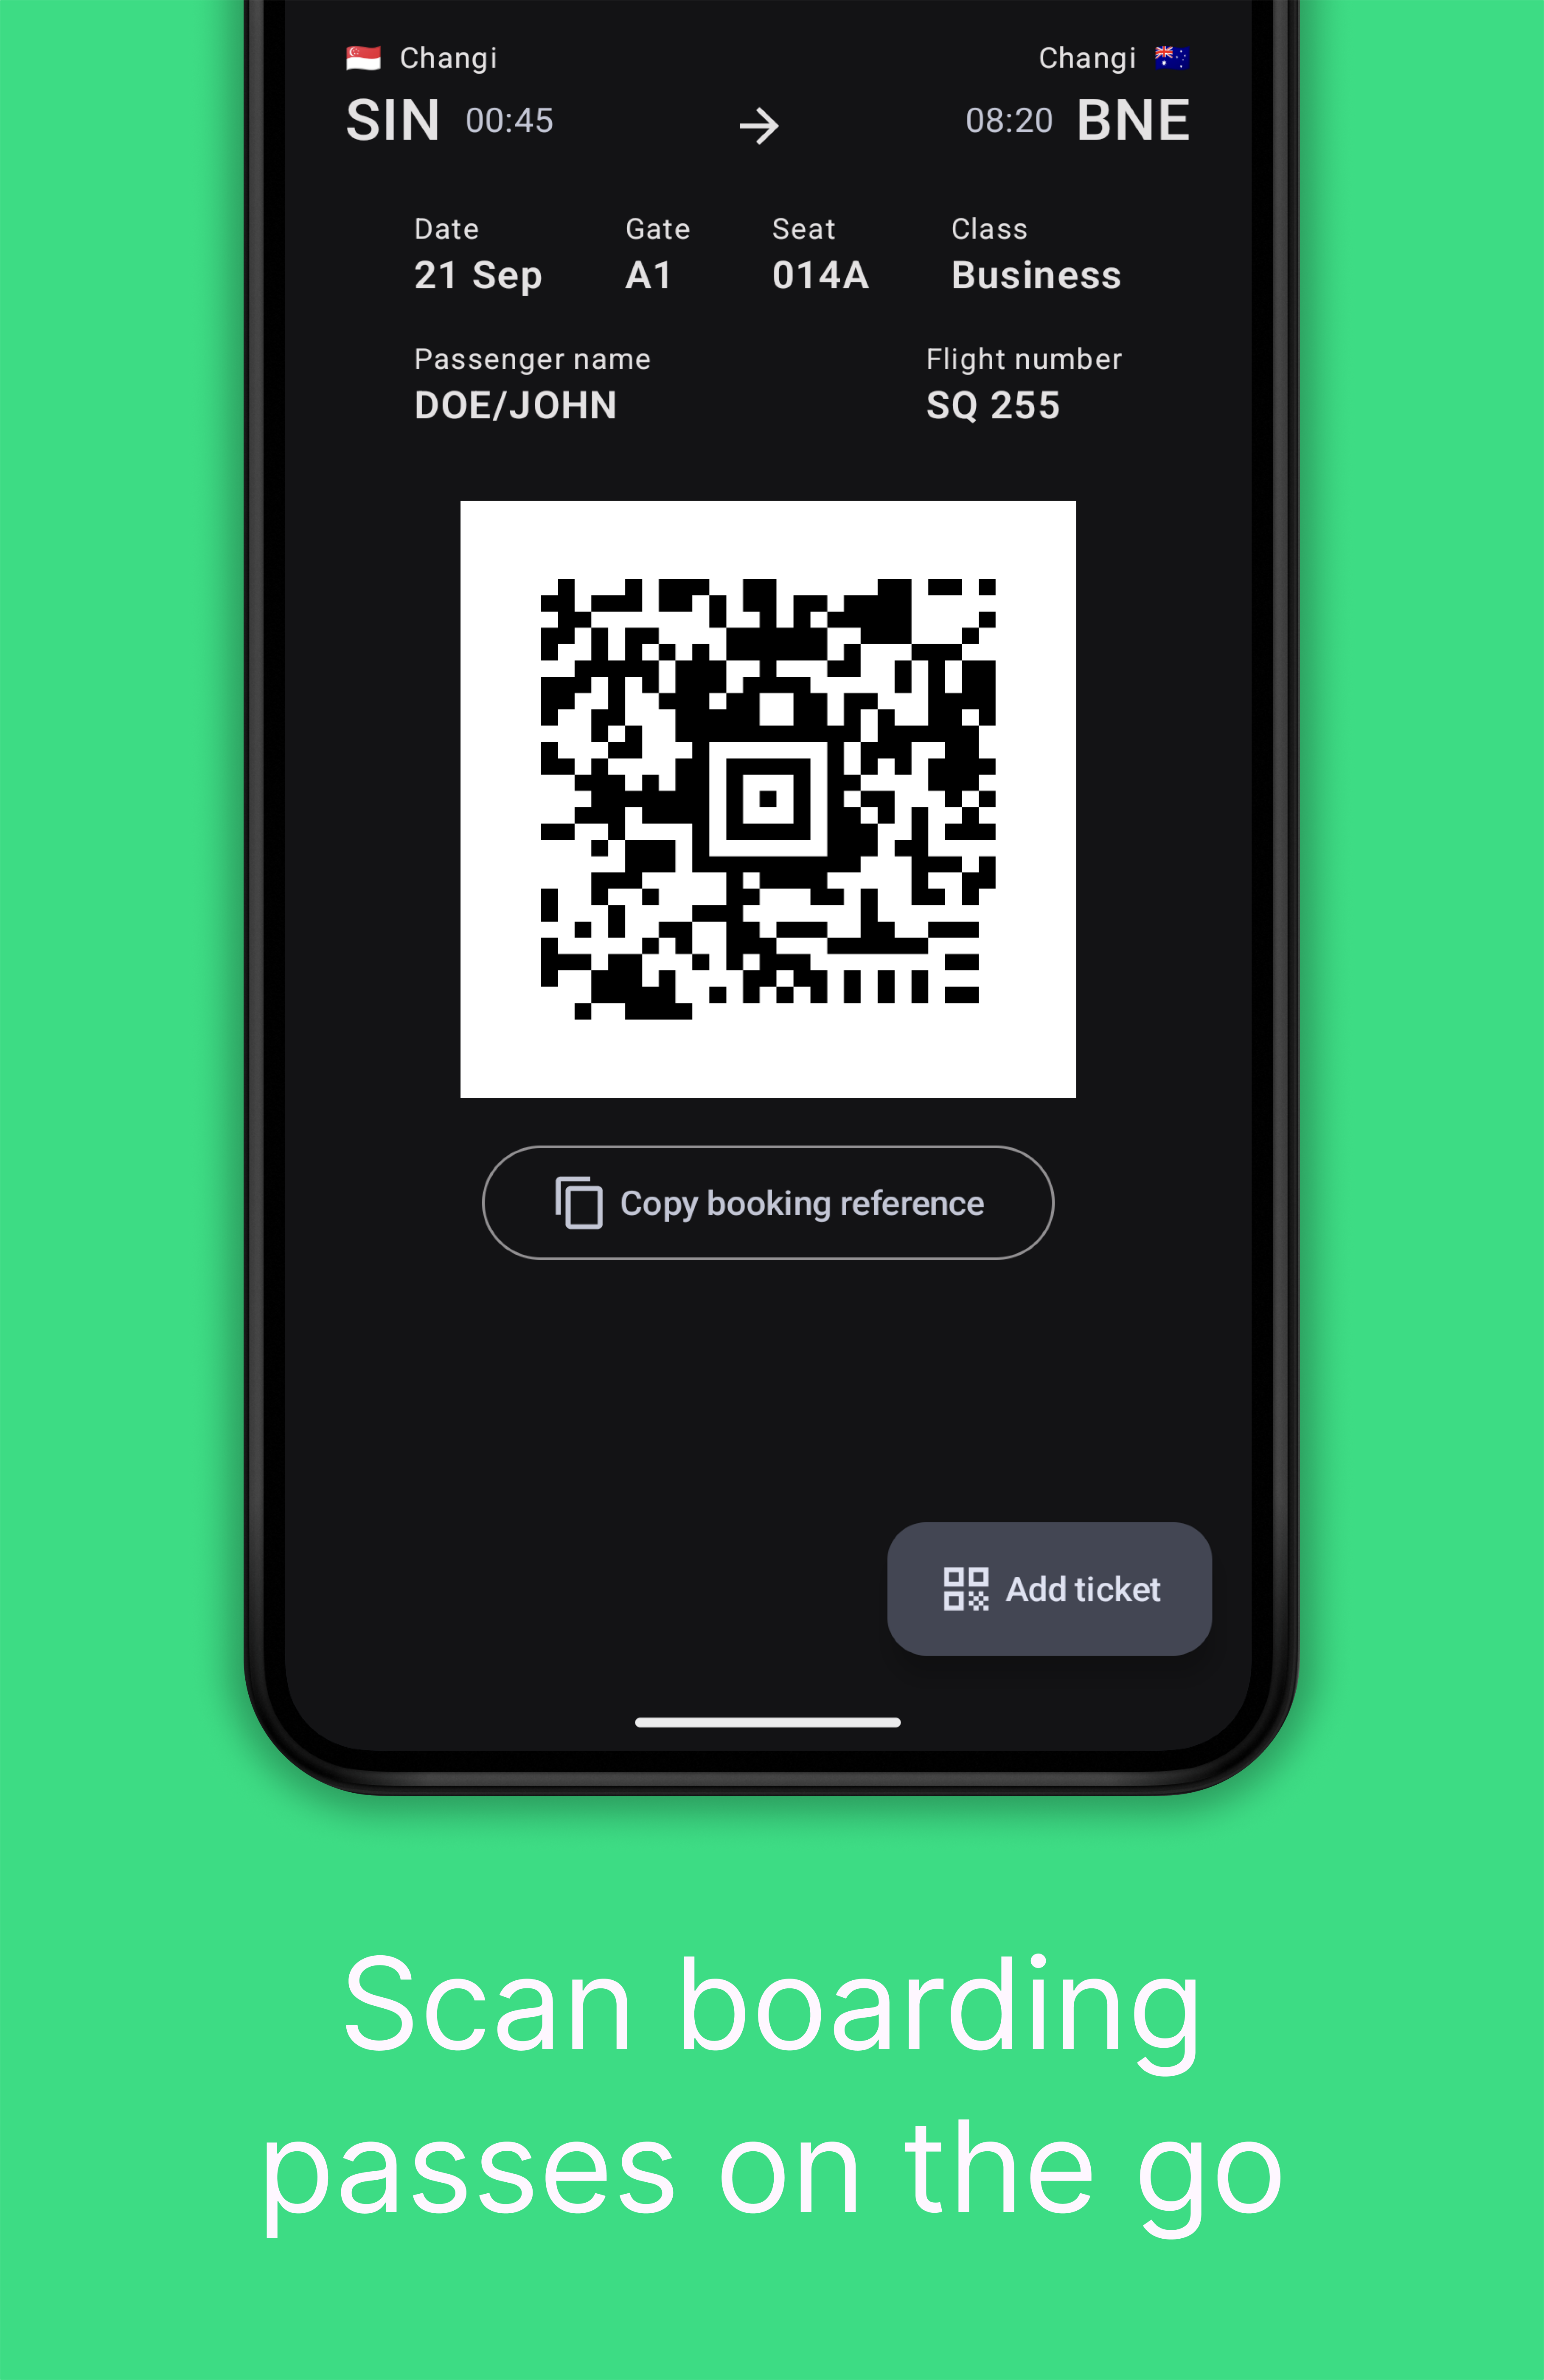 Changi Changi
SIN 00:45 → 08:20 BNE
Date Gate Seat Class
21 Sep A1 014A Business
Passenger name Flight number
DOE/JOHN SQ 255
Copy booking reference
Add ticket
Scan boarding
passes on the go